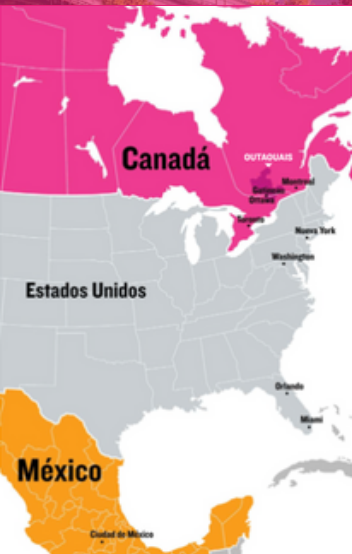 Canadá
OUTAOUAIS
Gatineau
Montreal
Ottawa
Toronto
Nueva York
Washington
Estados Unidos
Orlando
Miami
México
Ciudad de México